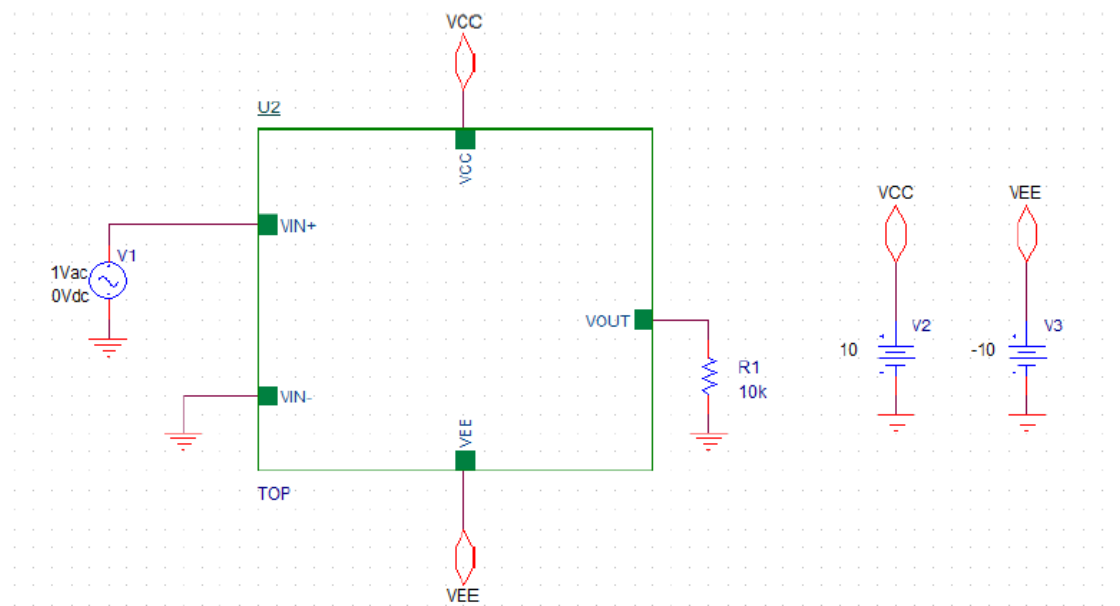 VCC
U2
VCC
VCC
VEE
VIN+
V1
1Vac
0Vdc
VOUT
V2
V3
10
-10
R1
10k
VIN-
VEE
TOP
VEE